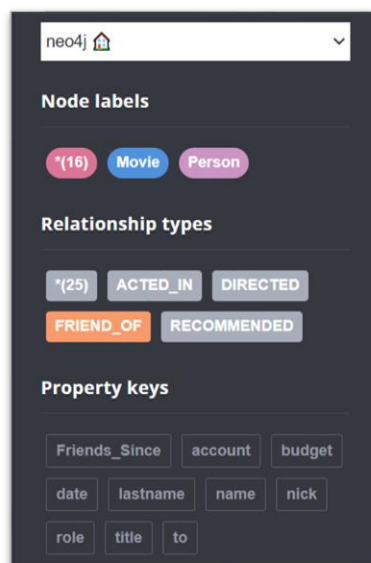 neo4j
Node labels
*(16) Movie Person
Relationship types
*(25) ACTED_IN DIRECTED
FRIEND_OF RECOMMENDED
Property keys
Friends_Since account budget
date lastname name nick
role title to